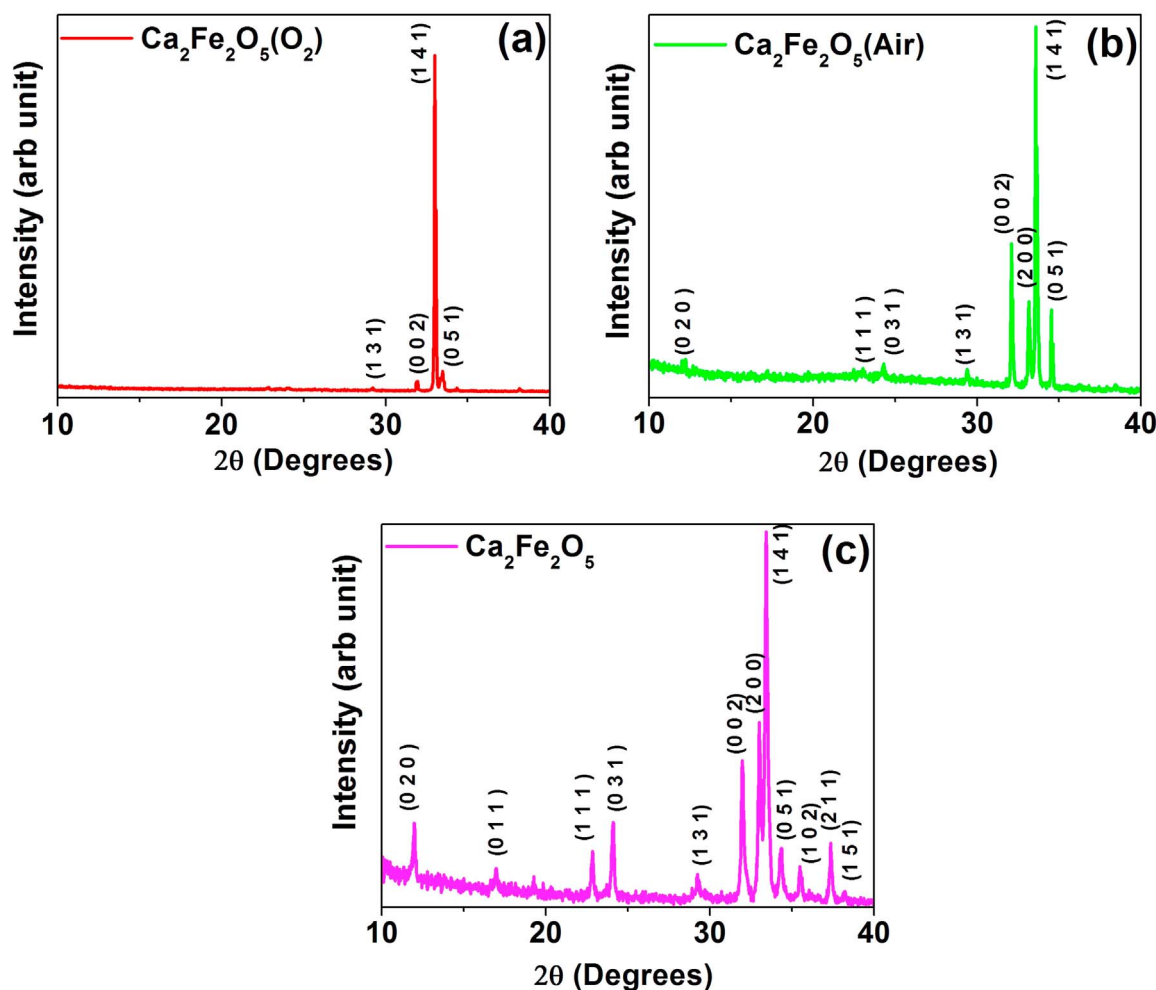 Ca₂Fe₂O₅(O₂)
(a)
(1 4 1)
(1 3 1)
(0 0 2)
(0 5 1)
Intensity (arb unit)
10 20 30 40
2θ (Degrees)
Ca₂Fe₂O₅(Air)
(b)
(1 4 1)
(0 0 2)
(2 0 0)
(0 5 1)
(0 2 0)
(1 1 1)
(0 3 1)
(1 3 1)
Intensity (arb unit)
10 20 30 40
2θ (Degrees)
Ca₂Fe₂O₅
(c)
(1 4 1)
(2 0 0)
(0 0 2)
(0 2 0)
(0 1 1)
(1 1 1)
(0 3 1)
(1 3 1)
(0 5 1)
(1 0 2)
(2 1 1)
(1 5 1)
Intensity (arb unit)
10 20 30 40
2θ (Degrees)